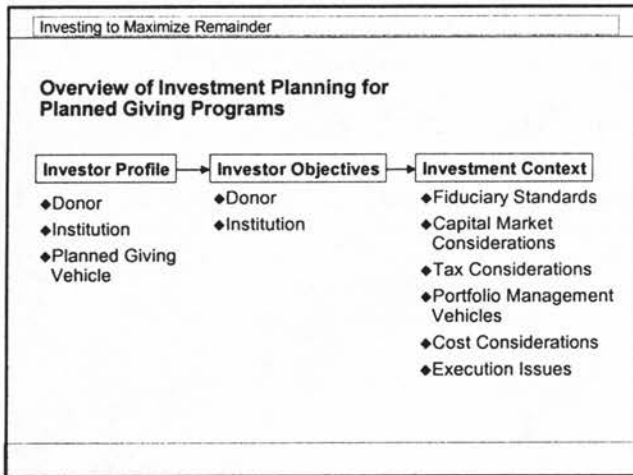 Investing to Maximize Remainder
Overview of Investment Planning for
Planned Giving Programs
Investor Profile
◆Donor
◆Institution
◆Planned Giving
Vehicle
Investor Objectives
◆Donor
◆Institution
Investment Context
◆Fiduciary Standards
◆Capital Market
Considerations
◆Tax Considerations
◆Portfolio Management
Vehicles
◆Cost Considerations
◆Execution Issues